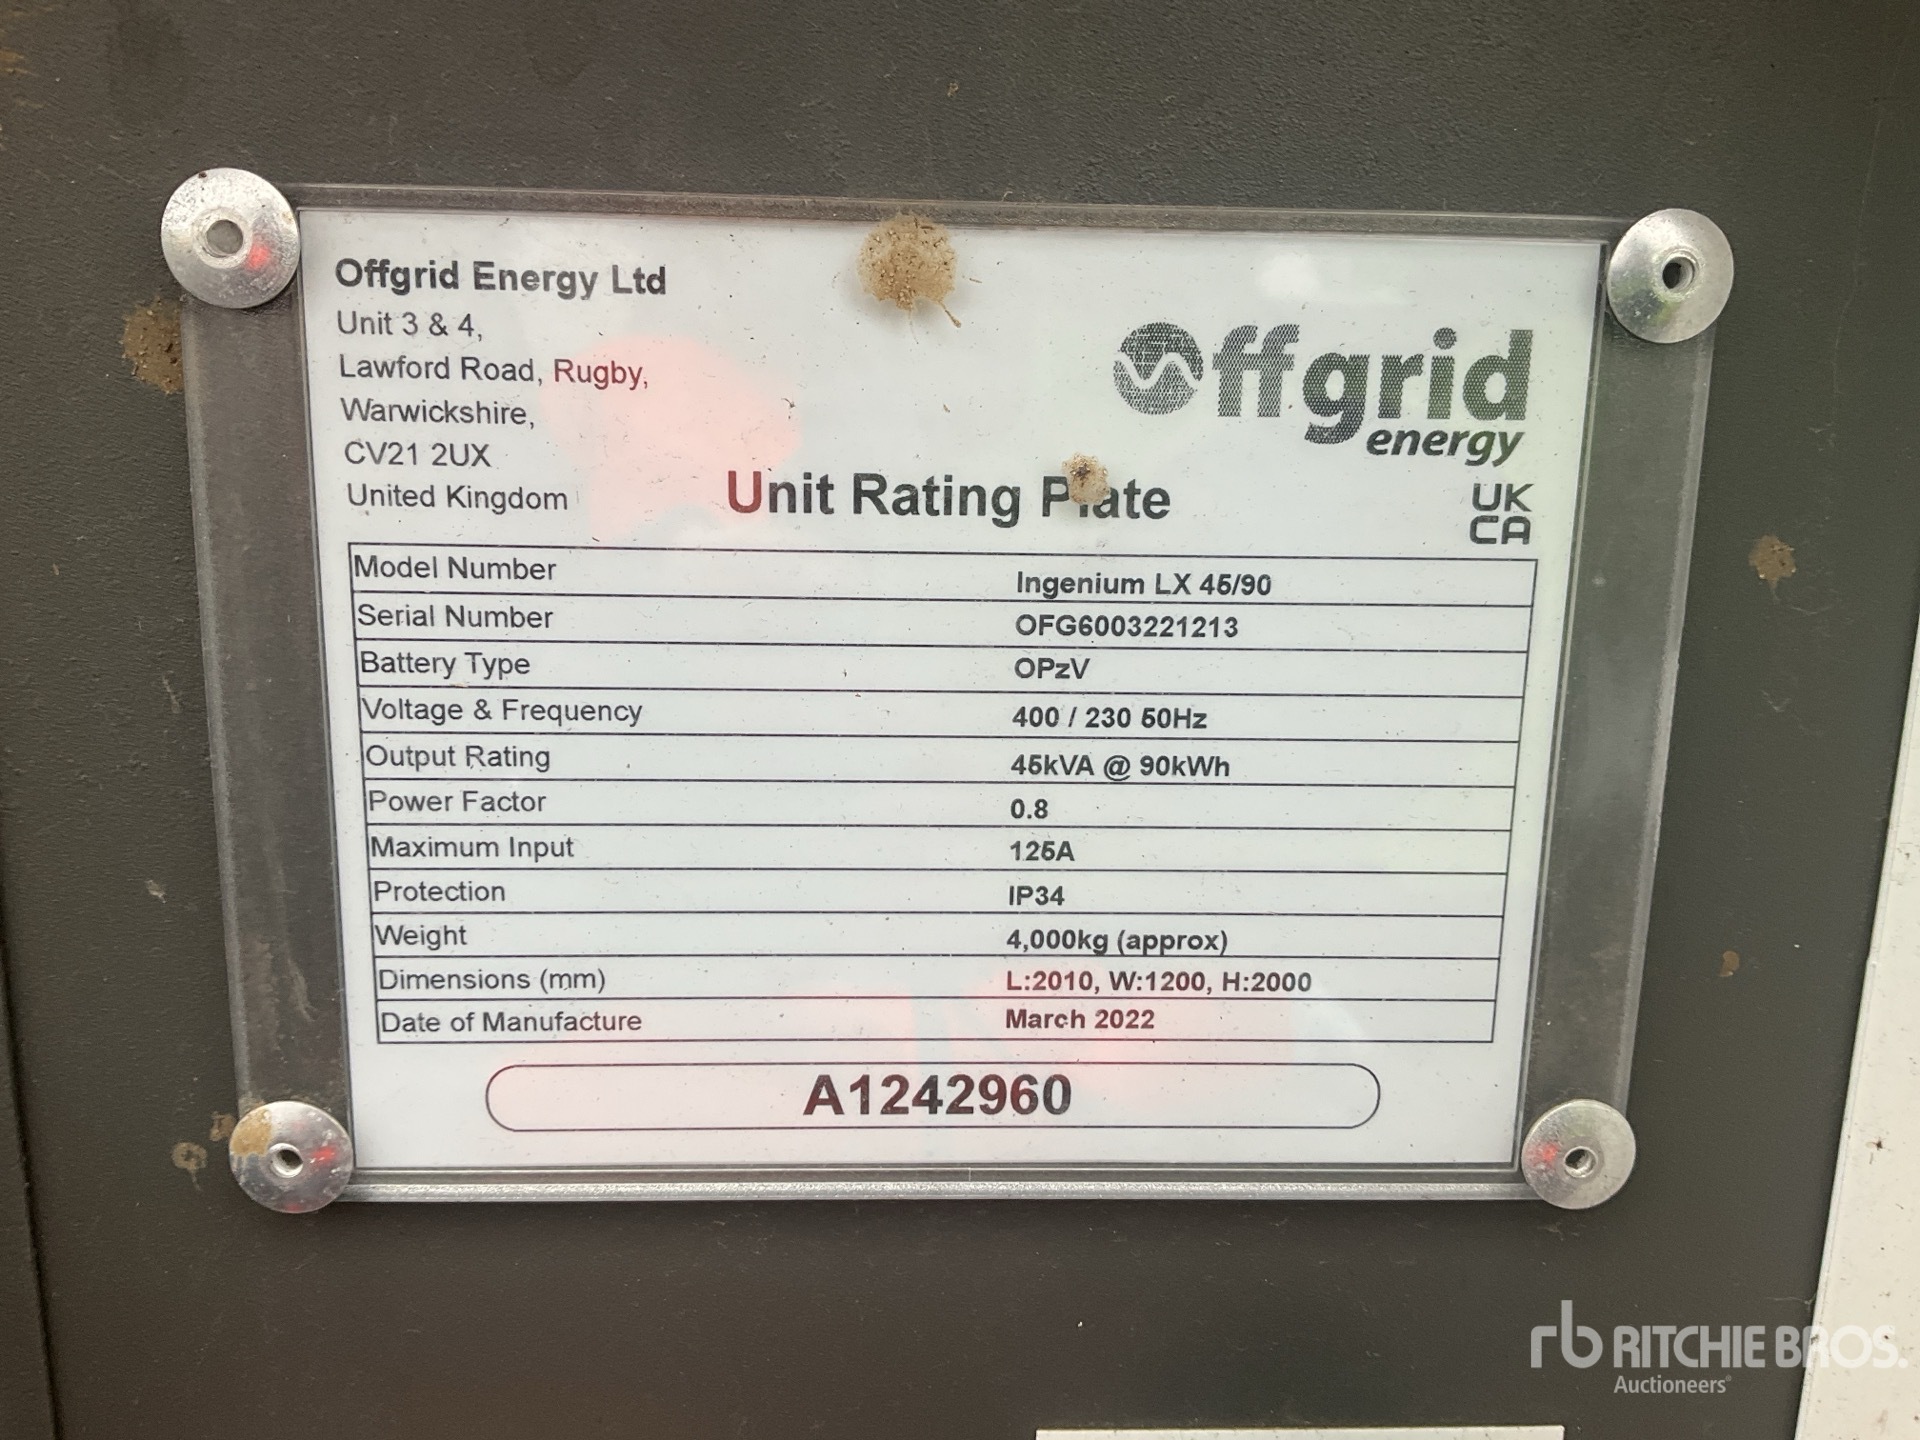 Offgrid Energy Ltd
Unit 3 & 4,
Lawford Road, Rugby,
Warwickshire,
CV21 2UX
United Kingdom
Offgrid
energy
Unit Rating Plate
UK
CA
Model Number Ingenium LX 45/90
Serial Number OFG6003221213
Battery Type OPzV
Voltage & Frequency 400 / 230 50Hz
Output Rating 45kVA @ 90kWh
Power Factor 0.8
Maximum Input 125A
Protection IP34
Weight 4,000kg (approx)
Dimensions (mm) L:2010, W:1200, H:2000
Date of Manufacture March 2022
A1242960
rb RITCHIE BROS.
Auctioneers